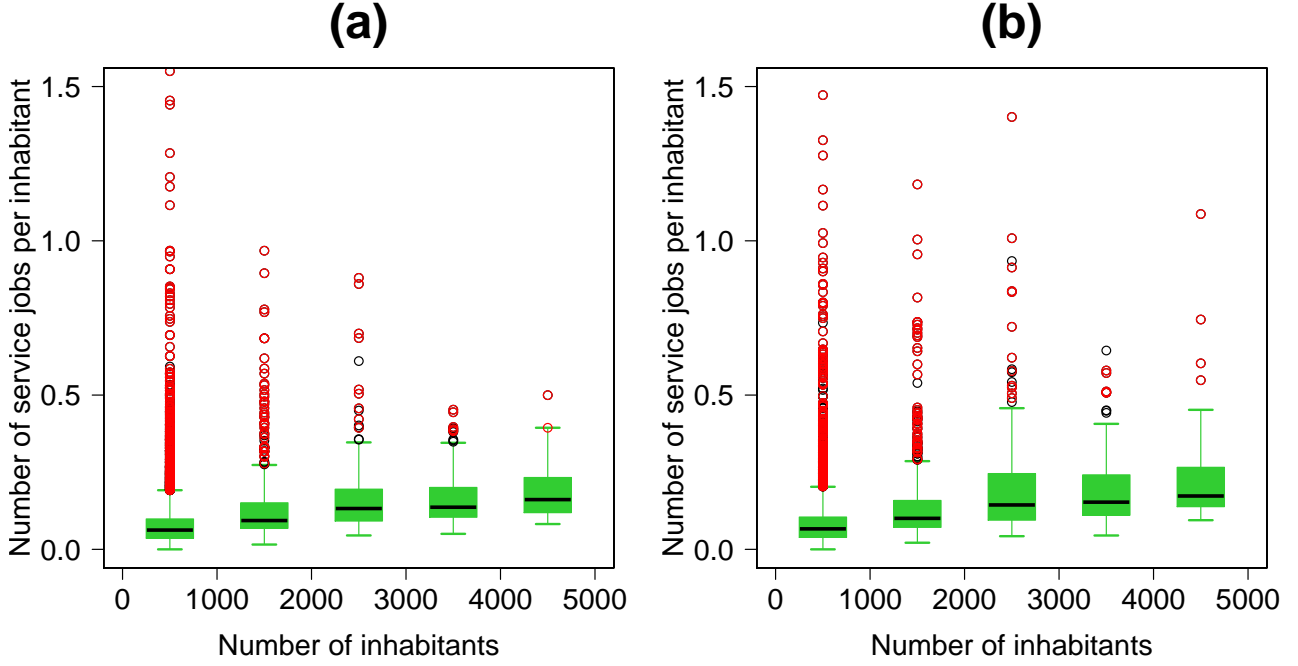 (a)
Number of service jobs per inhabitant
1.5
1.0
0.5
0.0
0 1000 2000 3000 4000 5000
Number of inhabitants
(b)
Number of service jobs per inhabitant
1.5
1.0
0.5
0.0
0 1000 2000 3000 4000 5000
Number of inhabitants